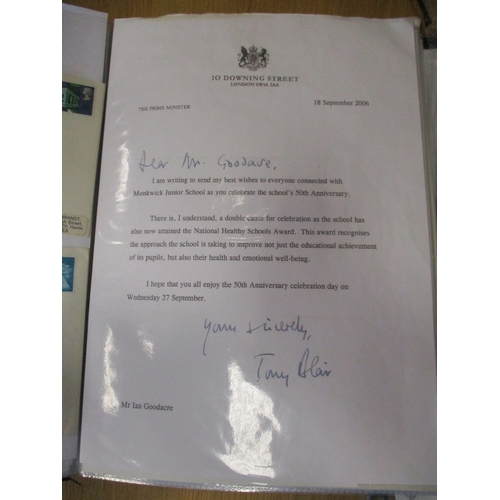 10 DOWNING STREET
LONDON SW1A 2AA
THE PRIME MINISTER
18 September 2006
Dear Mr. Goodacre,
I am writing to send my best wishes to everyone connected with
Monkwick Junior School as you celebrate the school's 50th Anniversary.
There is, I understand, a double cause for celebration as the school has
also now attained the National Healthy Schools Award. This award recognises
the approach the school is taking to improve not just the educational achievement
of its pupils, but also their health and emotional well-being.
I hope that you all enjoy the 50th Anniversary celebration day on
Wednesday 27 September.
Yours sincerely,
Tony Blair
Mr Ian Goodacre